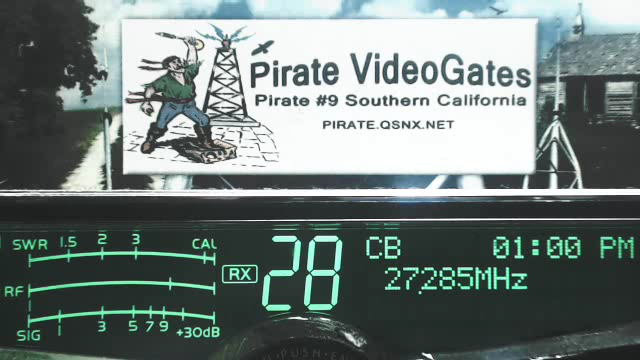 Pirate VideoGates
Pirate #9 Southern California
PIRATE.QSNX.NET
SWR 1.5 2 3 CAL
RF
SIG 1 3 5 7 9 +30dB
RX
28
CB
01:00 PM
27,285MHz
PUSH